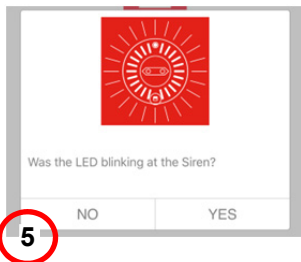 Was the LED blinking at the Siren?
NO YES
5